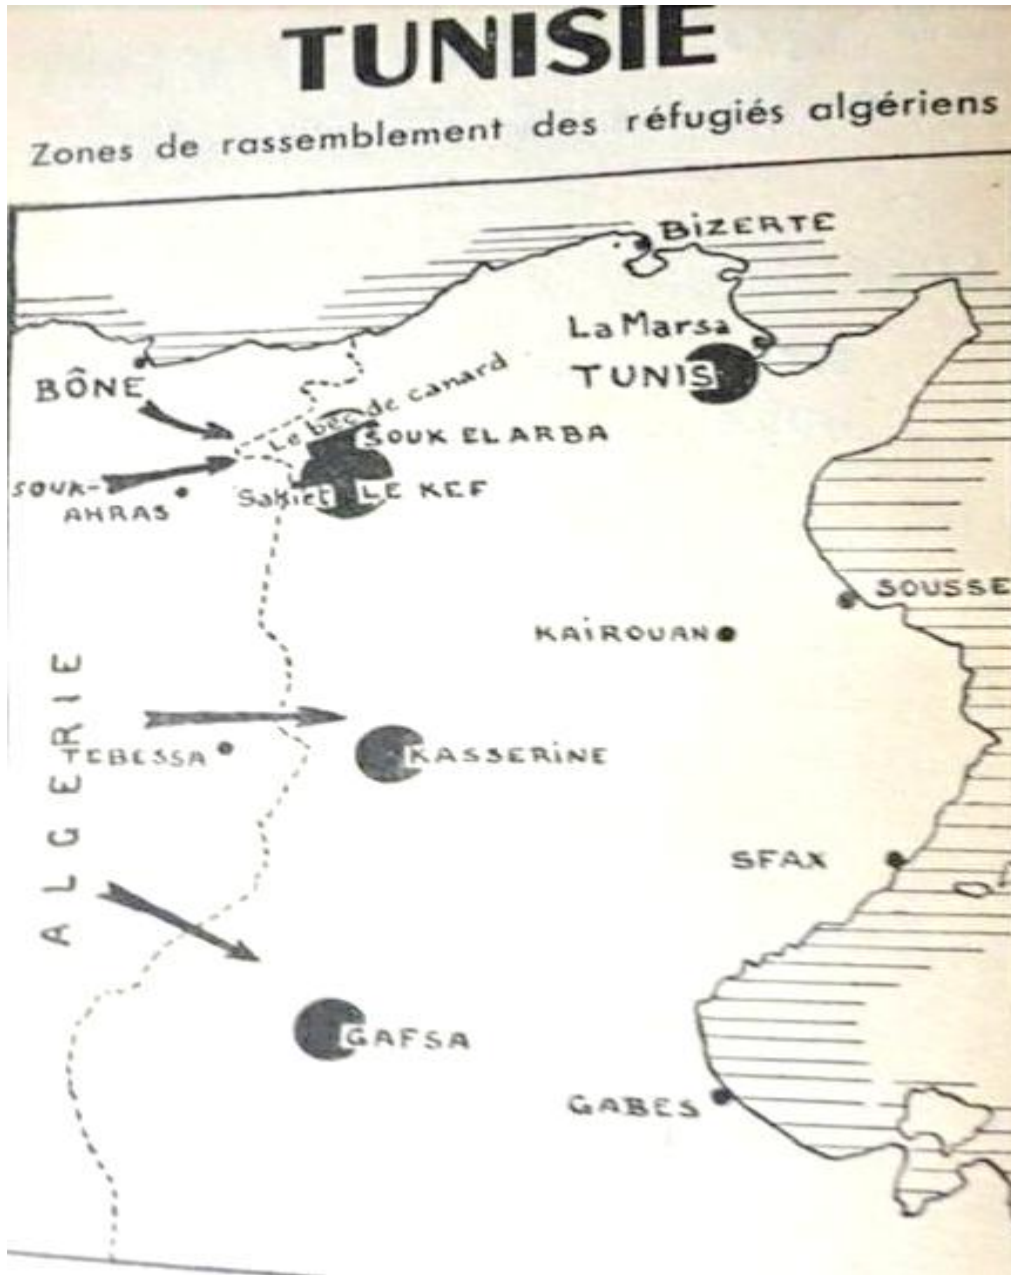 TUNISIE
Zones de rassemblement des réfugiés algériens
BiZERTE
La Marsa
TUNIS
BÔNE
Le bec de canard
SOUK EL ARBA
SOUK-
AHRAS
Sakiet
LE KEF
SOUSSE
KAiROUAN
ALGERIE
TEBESSA
KASSERiNE
SFAX
GAFSA
GABES